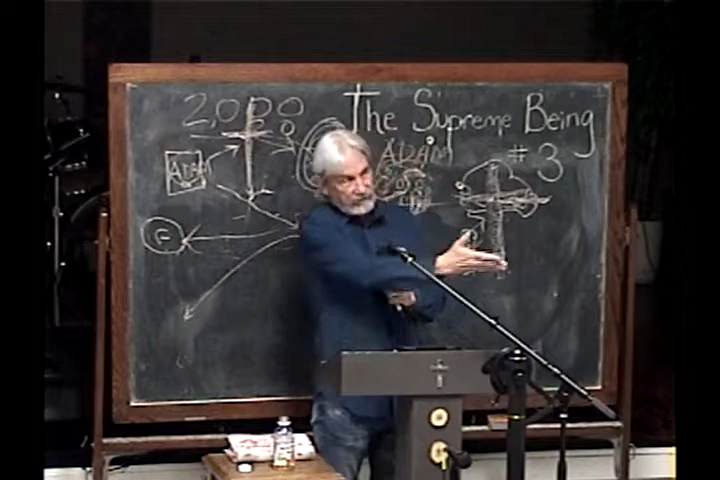 2,000
The Supreme Being
# 3
ADAM
ADAM
F